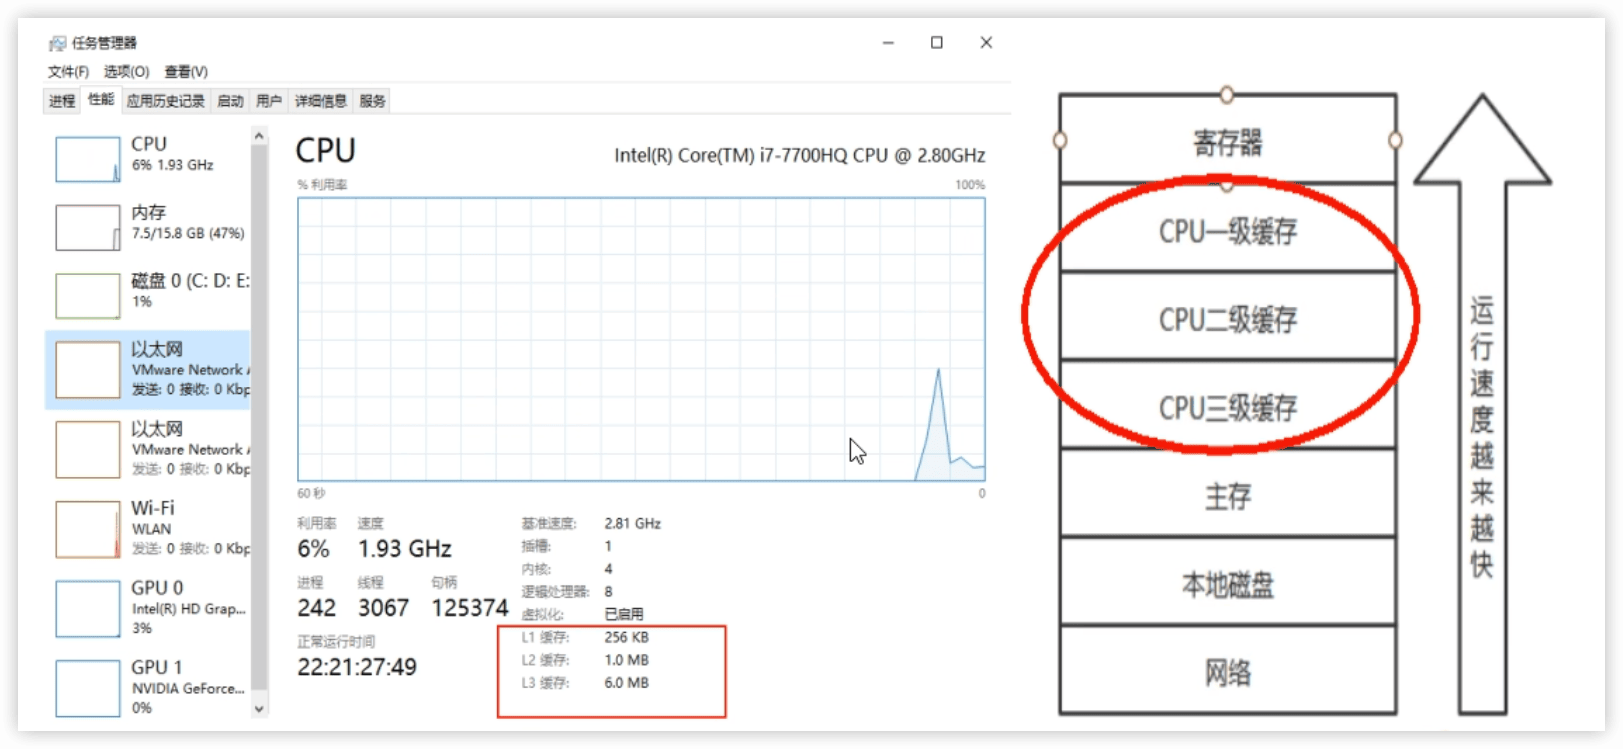 任务管理器
文件(F) 选项(O) 查看(V)
进程 性能 应用历史记录 启动 用户 详细信息 服务
CPU
6% 1.93 GHz
内存
7.5/15.8 GB (47%)
磁盘 0 (C: D: E:
1%
以太网
VMware Network A
发送: 0 接收: 0 Kbp
以太网
VMware Network A
发送: 0 接收: 0 Kbp
Wi-Fi
WLAN
发送: 0 接收: 0 Kbp
GPU 0
Intel(R) HD Grap...
3%
GPU 1
NVIDIA GeForce...
0%
CPU
Intel(R) Core(TM) i7-7700HQ CPU @ 2.80GHz
% 利用率 100%
60 秒 0
利用率 速度
6% 1.93 GHz
进程 线程 句柄
242 3067 125374
正常运行时间
22:21:27:49
基准速度: 2.81 GHz
插槽: 1
内核: 4
逻辑处理器: 8
虚拟化: 已启用
L1 缓存: 256 KB
L2 缓存: 1.0 MB
L3 缓存: 6.0 MB
寄存器
CPU一级缓存
CPU二级缓存
CPU三级缓存
主存
本地磁盘
网络
运行速度越来越快